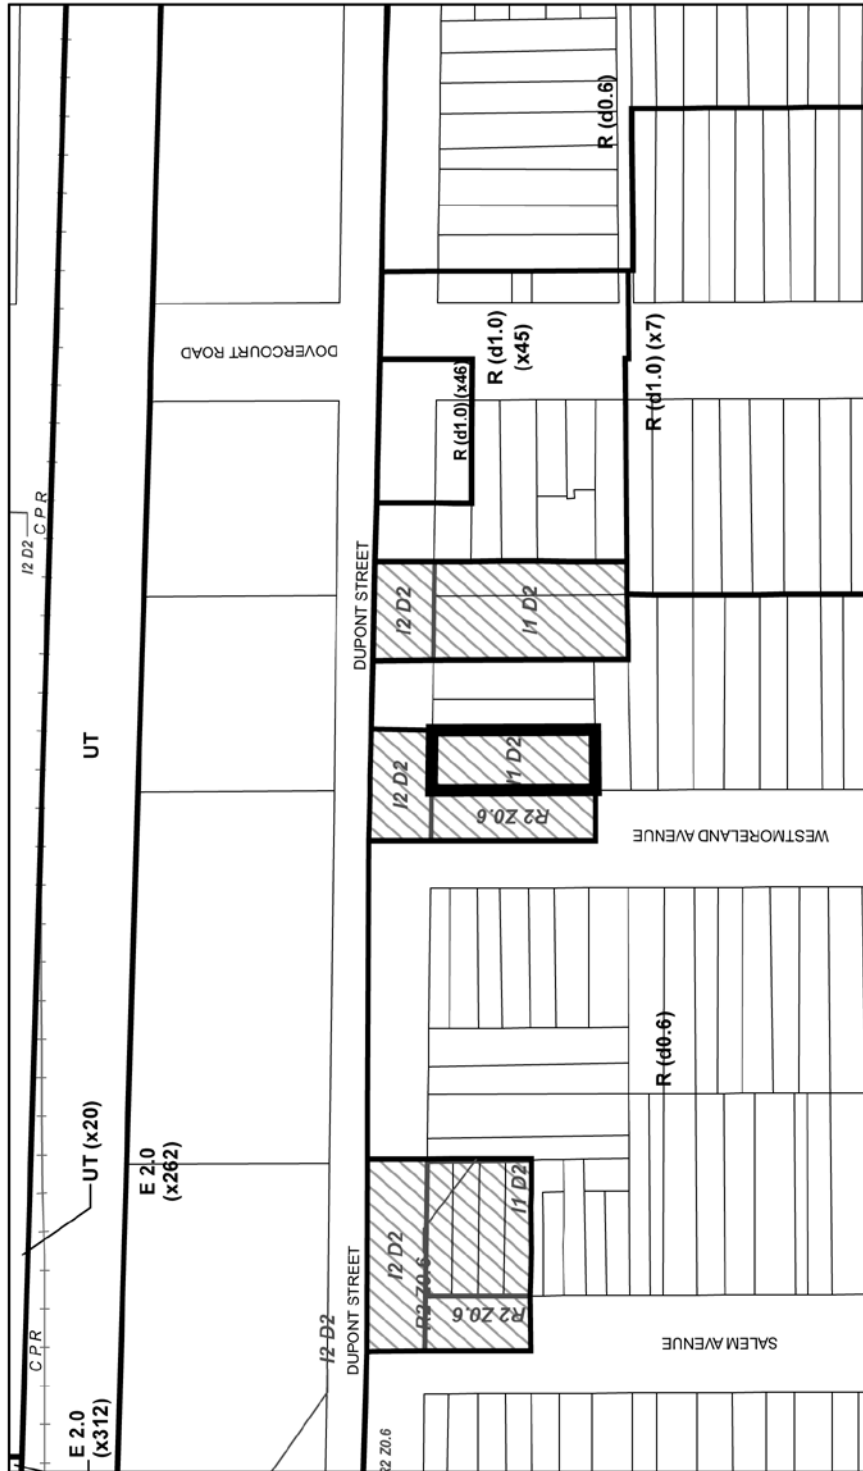 I2 D2
C P R
R (d0.6)
DOVERCOURT ROAD
R (d1.0)
(x45)
R (d1.0) (x46)
R (d1.0) (x7)
DUPONT STREET
I2 D2
I1 D2
UT
I2 D2
I1 D2
R2 Z0.6
WESTMORELAND AVENUE
R (d0.6)
UT (x20)
E 2.0
(x262)
I2 D2
I1 D2
R2 Z0.6
R2 Z0.6
I2 D2
DUPONT STREET
SALEM AVENUE
C P R
E 2.0
(x312)
R2 Z0.6